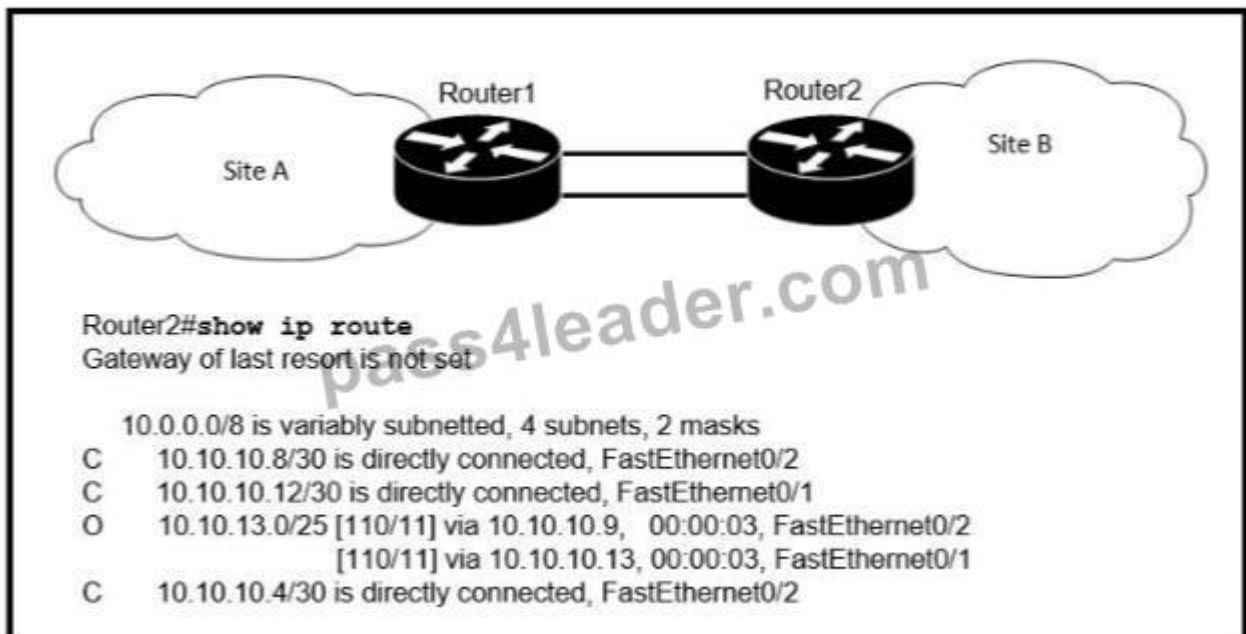 Router1
Router2
Site A
Site B
pass4leader.com
Router2#show ip route
Gateway of last resort is not set
10.0.0.0/8 is variably subnetted, 4 subnets, 2 masks
C 10.10.10.8/30 is directly connected, FastEthernet0/2
C 10.10.10.12/30 is directly connected, FastEthernet0/1
O 10.10.13.0/25 [110/11] via 10.10.10.9, 00:00:03, FastEthernet0/2
[110/11] via 10.10.10.13, 00:00:03, FastEthernet0/1
C 10.10.10.4/30 is directly connected, FastEthernet0/2